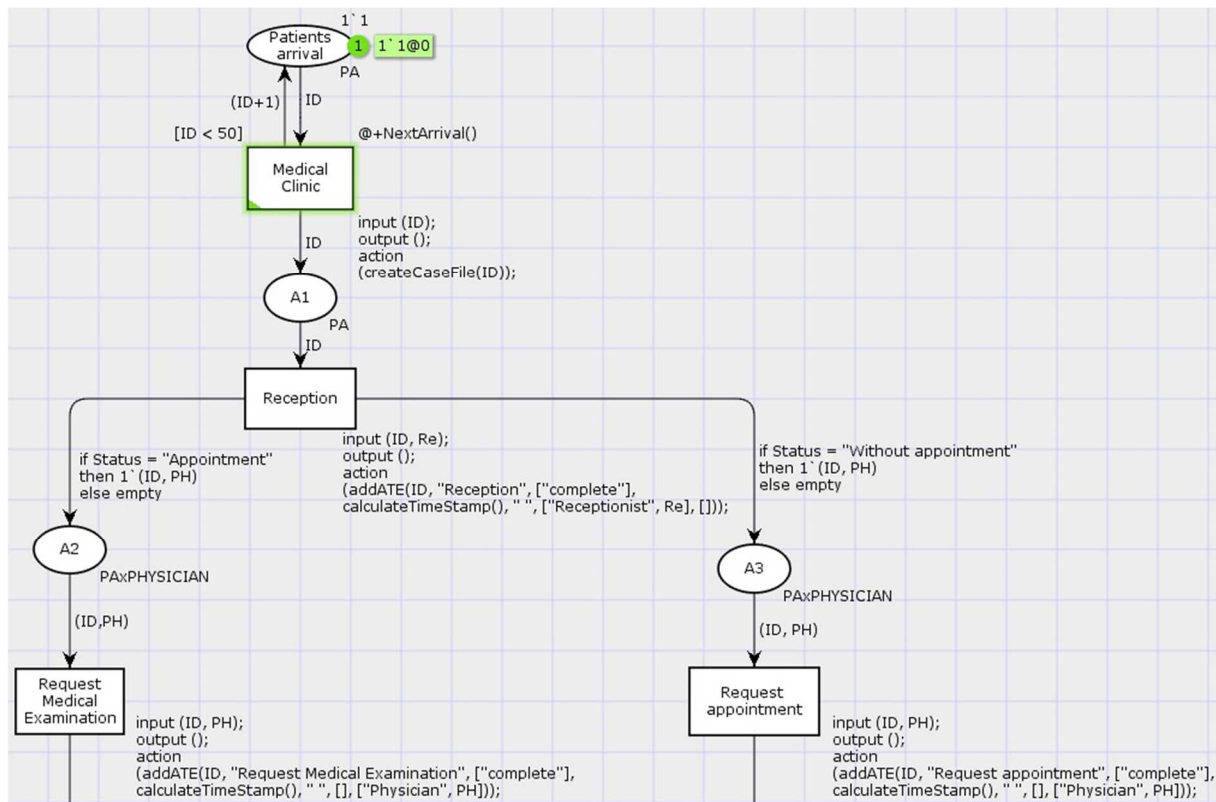 1`1
Patients
arrival
1
1`1@0
PA
(ID+1)
ID
[ID < 50]
@+NextArrival()
Medical
Clinic
input (ID);
output ();
action
(createCaseFile(ID));
ID
A1
PA
ID
Reception
input (ID, Re);
output ();
action
(addATE(ID, "Reception", ["complete"],
calculateTimeStamp(), " ", ["Receptionist", Re], []));
if Status = "Appointment"
then 1`(ID, PH)
else empty
if Status = "Without appointment"
then 1`(ID, PH)
else empty
A2
PAxPHYSICIAN
A3
PAxPHYSICIAN
(ID,PH)
(ID, PH)
Request
Medical
Examination
input (ID, PH);
output ();
action
(addATE(ID, "Request Medical Examination", ["complete"],
calculateTimeStamp(), " ", [], ["Physician", PH]));
Request
appointment
input (ID, PH);
output ();
action
(addATE(ID, "Request appointment", ["complete"],
calculateTimeStamp(), " ", [], ["Physician", PH]));